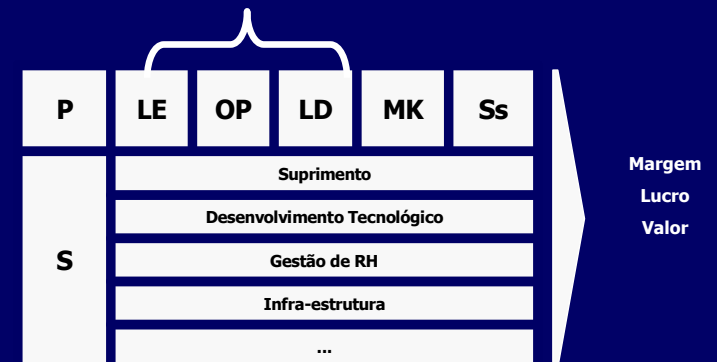 P LE OP LD MK Ss
Suprimento
Desenvolvimento Tecnológico
S
Gestão de RH
Infra-estrutura
...
Margem
Lucro
Valor